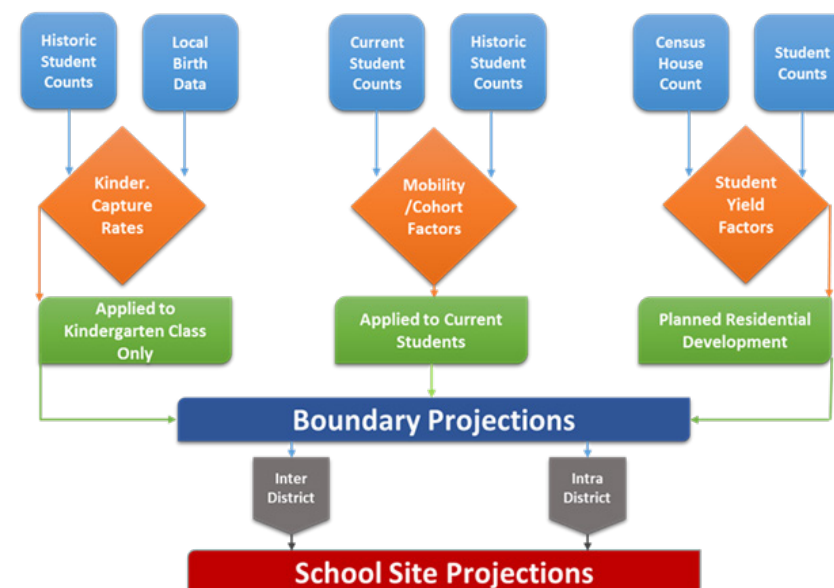 Historic
Student
Counts
Local
Birth
Data
Current
Student
Counts
Historic
Student
Counts
Census
House
Count
Student
Counts
Kinder.
Capture
Rates
Mobility
/Cohort
Factors
Student
Yield
Factors
Applied to
Kindergarten Class
Only
Applied to Current
Students
Planned Residential
Development
Boundary Projections
Inter
District
Intra
District
School Site Projections